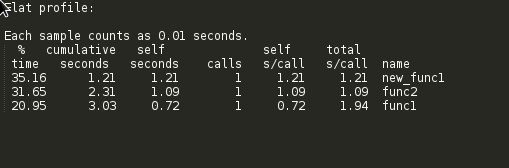 Flat profile:
Each sample counts as 0.01 seconds.
  %   cumulative   self              self     total
 time   seconds   seconds    calls   s/call   s/call  name
 35.16      1.21     1.21        1     1.21     1.21  new_func1
 31.65      2.31     1.09        1     1.09     1.09  func2
 20.95      3.03     0.72        1     0.72     1.94  func1